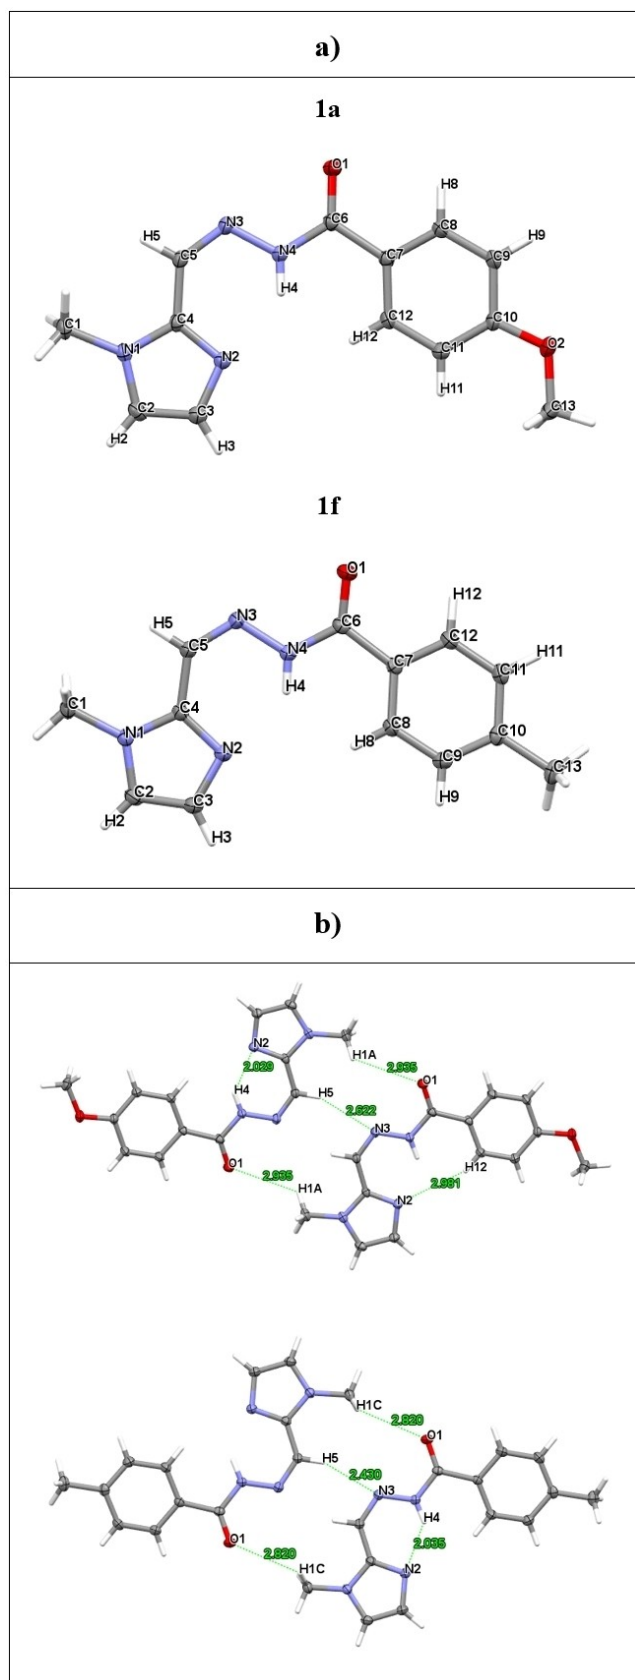 a)
1a
O1
H8
H5 N3 C6 C8 H9
C5 N4 C7 C9
H4
C1 C4 C12 C10
N1 N2 H12 C11 O2
H11 C13
C2 C3
H2 H3
1f
O1
H12
H5 N3 C6 C12
C5 N4 C7 C11 H11
H4
C1 C4 C8 C10
N1 N2 H8 C9 C13
C2 C3 H9
H2 H3
b)
N2
2.029 H1A 2.935
H4 H5 O1
2.622 N3
O1 H12
2.935 H1A N2 2.981
H1C 2.820
O1
H5
2.430 N3
O1 H4
2.820 2.035
H1C N2